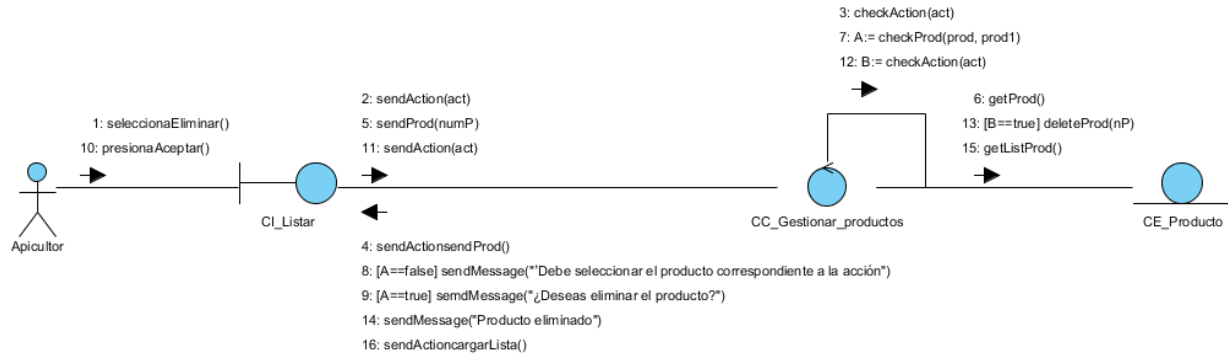 3: checkAction(act)
7: A:= checkProd(prod, prod1)
12: B:= checkAction(act)
2: sendAction(act)
5: sendProd(numP)
11: sendAction(act)
6: getProd()
13: [B==true] deleteProd(nP)
15: getListProd()
1: seleccionaEliminar()
10: presionaAceptar()
Apicultor
CI_Listar
CC_Gestionar_productos
CE_Producto
4: sendActionsendProd()
8: [A==false] sendMessage("'Debe seleccionar el producto correspondiente a la acción")
9: [A==true] semdMessage("¿Deseas eliminar el producto?")
14: sendMessage("Producto eliminado")
16: sendActioncargarLista()